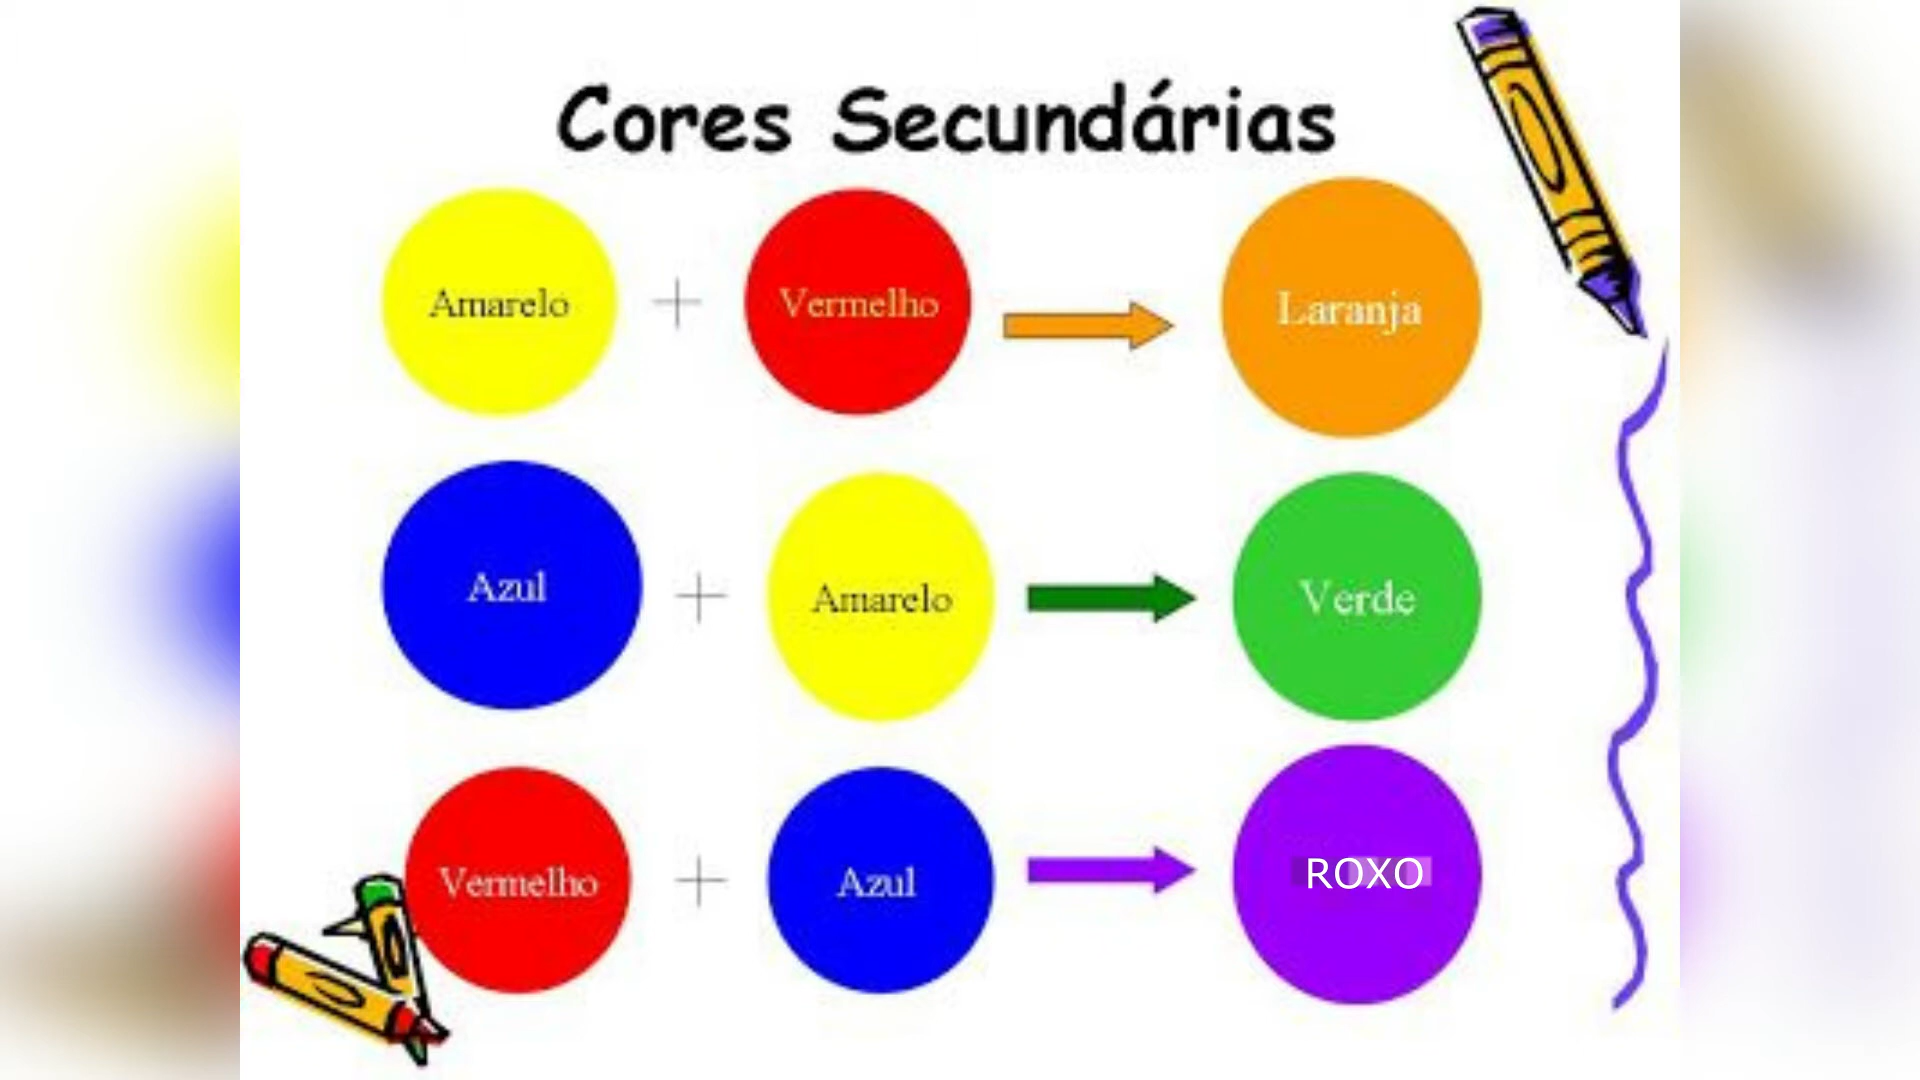 Cores Secundárias
Amarelo + Vermelho Laranja
Azul + Amarelo Verde
Vermelho + Azul ROXO